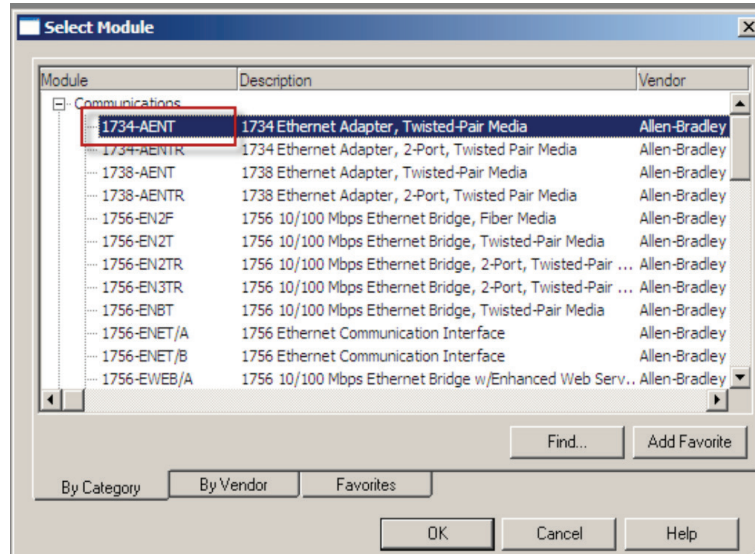 Select Module
Module Description Vendor
Communications
1734-AENT 1734 Ethernet Adapter, Twisted-Pair Media Allen-Bradley
1734-AENTR 1734 Ethernet Adapter, 2-Port, Twisted Pair Media Allen-Bradley
1738-AENT 1738 Ethernet Adapter, Twisted-Pair Media Allen-Bradley
1738-AENTR 1738 Ethernet Adapter, 2-Port, Twisted Pair Media Allen-Bradley
1756-EN2F 1756 10/100 Mbps Ethernet Bridge, Fiber Media Allen-Bradley
1756-EN2T 1756 10/100 Mbps Ethernet Bridge, Twisted-Pair Media Allen-Bradley
1756-EN2TR 1756 10/100 Mbps Ethernet Bridge, 2-Port, Twisted-Pair ... Allen-Bradley
1756-EN3TR 1756 10/100 Mbps Ethernet Bridge, 2-Port, Twisted-Pair ... Allen-Bradley
1756-ENBT 1756 10/100 Mbps Ethernet Bridge, Twisted-Pair Media Allen-Bradley
1756-ENET/A 1756 Ethernet Communication Interface Allen-Bradley
1756-ENET/B 1756 Ethernet Communication Interface Allen-Bradley
1756-EWEB/A 1756 10/100 Mbps Ethernet Bridge w/Enhanced Web Serv.. Allen-Bradley
Find... Add Favorite
By Category By Vendor Favorites
OK Cancel Help